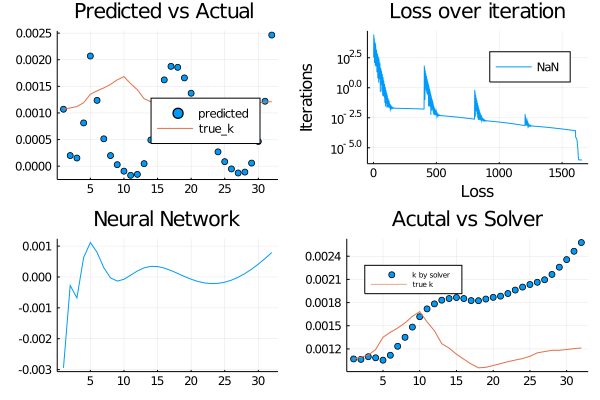 Predicted vs Actual
0.0025
0.0020
0.0015
0.0010
0.0005
0.0000
predicted
true_k
5 10 15 20 25 30
Loss over iteration
Iterations
10^2.5
10^0.0
10^-2.5
10^-5.0
NaN
0 500 1000 1500
Loss
Neural Network
0.001
0.000
-0.001
-0.002
-0.003
5 10 15 20 25 30
Acutal vs Solver
0.0024
0.0021
0.0018
0.0015
0.0012
k by solver
true k
5 10 15 20 25 30